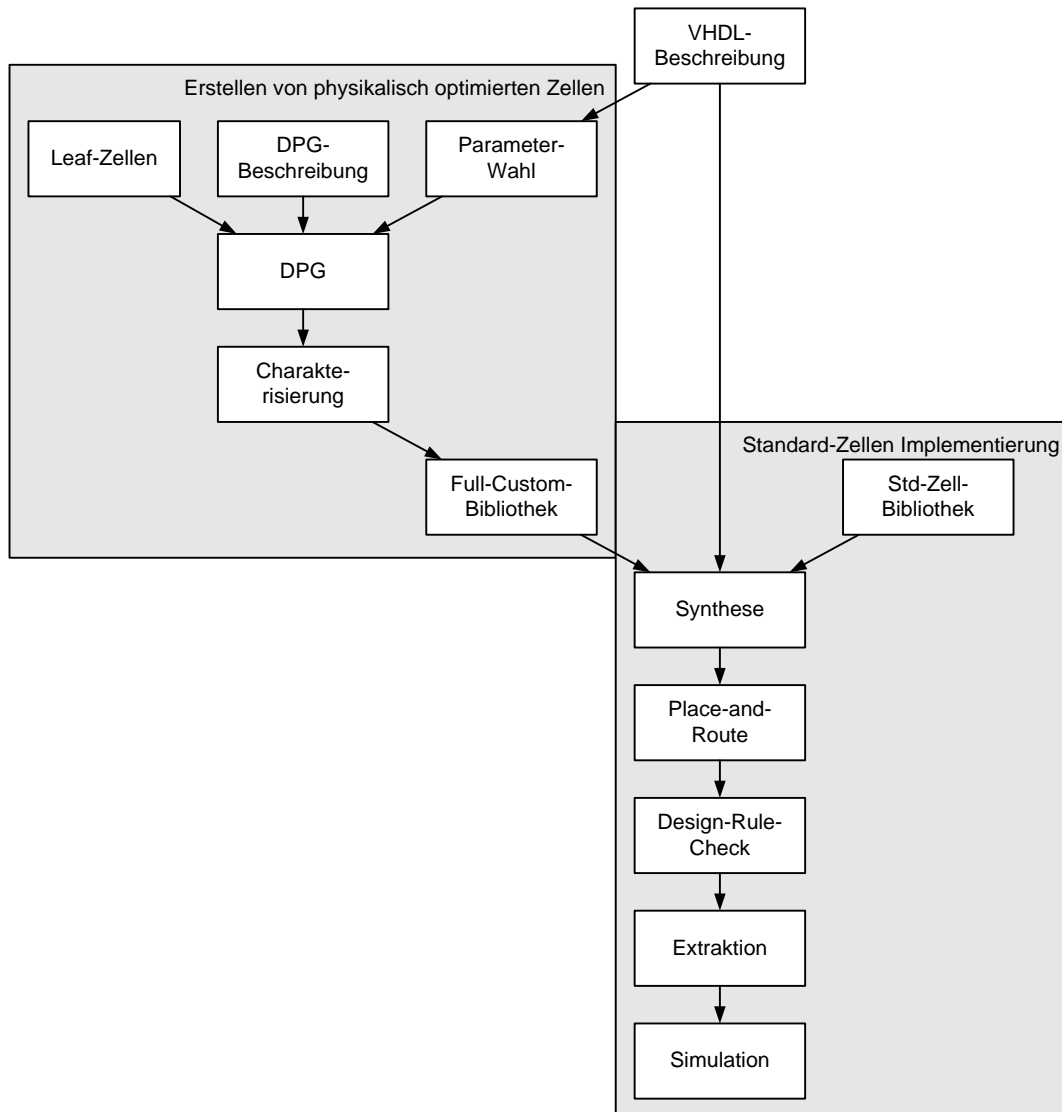 VHDL-
Beschreibung
Erstellen von physikalisch optimierten Zellen
Leaf-Zellen
DPG-
Beschreibung
Parameter-
Wahl
DPG
Charakte-
risierung
Standard-Zellen Implementierung
Full-Custom-
Bibliothek
Std-Zell-
Bibliothek
Synthese
Place-and-
Route
Design-Rule-
Check
Extraktion
Simulation